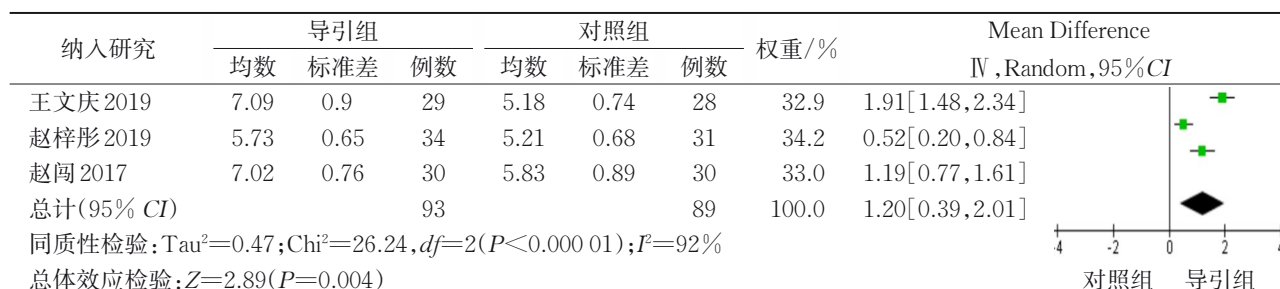 纳入研究 导引组 对照组 权重/% Mean Difference
均数 标准差 例数 均数 标准差 例数 Ⅳ,Random,95%CI
王文庆2019 7.09 0.9 29 5.18 0.74 28 32.9 1.91[1.48,2.34]
赵梓彤2019 5.73 0.65 34 5.21 0.68 31 34.2 0.52[0.20,0.84]
赵闯2017 7.02 0.76 30 5.83 0.89 30 33.0 1.19[0.77,1.61]
总计(95% CI) 93 89 100.0 1.20[0.39,2.01]
同质性检验:Tau²=0.47;Chi²=26.24,df=2(P<0.000 01);I²=92%
-4 -2 0 2 4
总体效应检验:Z=2.89(P=0.004) 对照组 导引组